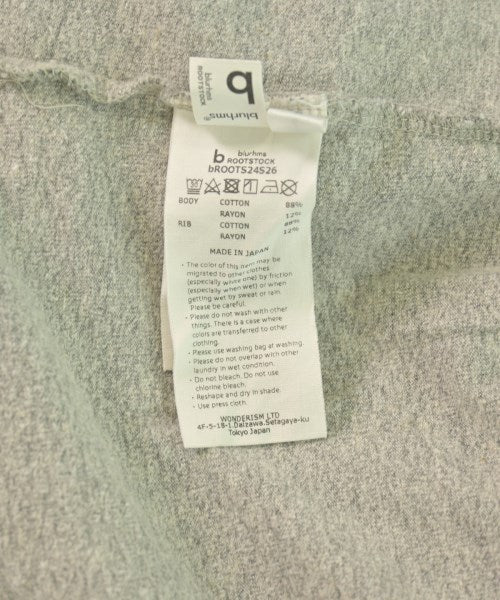 blurhms
ROOTSTOCK
b
blurhms
b blurhms
ROOTSTOCK
bROOTS24S26
BODY COTTON 88%
RAYON 12%
RIB COTTON 88%
RAYON 12%
MADE IN JAPAN
・The color of this item may be
migrated to other clothes
(especially white one) by friction
(especially when wet) or when
getting wet by sweat or rain.
Please be careful.
・Please do not wash with other
things. There is a case where
colors are transferred to other
clothing.
・Please use washing bag at washing.
・Please do not overlap with other
laundry in wet condition.
・Do not bleach. Do not use
chlorine bleach.
・Reshape and dry in shade.
・Use press cloth.
WONDERISM LTD
4F-5-18-1.Daizawa.Setagaya-ku
Tokyo Japan